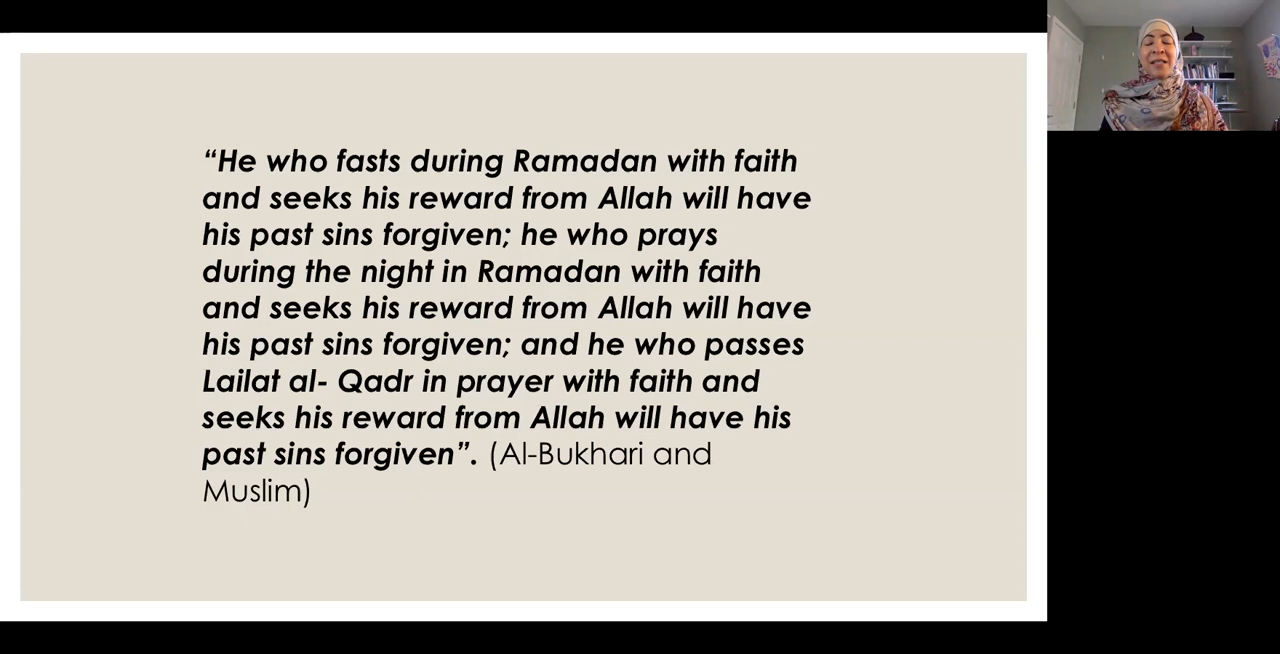 “He who fasts during Ramadan with faith
and seeks his reward from Allah will have
his past sins forgiven; he who prays
during the night in Ramadan with faith
and seeks his reward from Allah will have
his past sins forgiven; and he who passes
Lailat al- Qadr in prayer with faith and
seeks his reward from Allah will have his
past sins forgiven”. (Al-Bukhari and
Muslim)